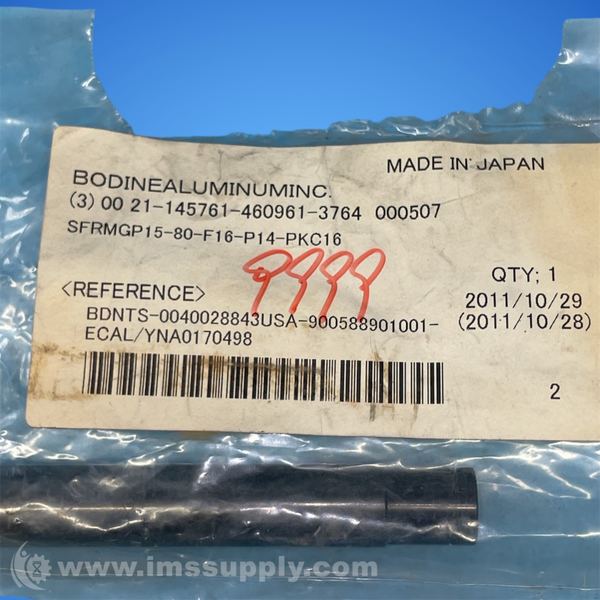 BODINEALUMINUMINC.
MADE IN JAPAN
(3) 00 21-145761-460961-3764 000507
SFRMGP15-80-F16-P14-PKC16
9999
QTY; 1
<REFERENCE>
2011/10/29
BDNTS-0040028843USA-900588901001-
(2011/10/28)
ECAL/YNA0170498
2
www.imssupply.com/